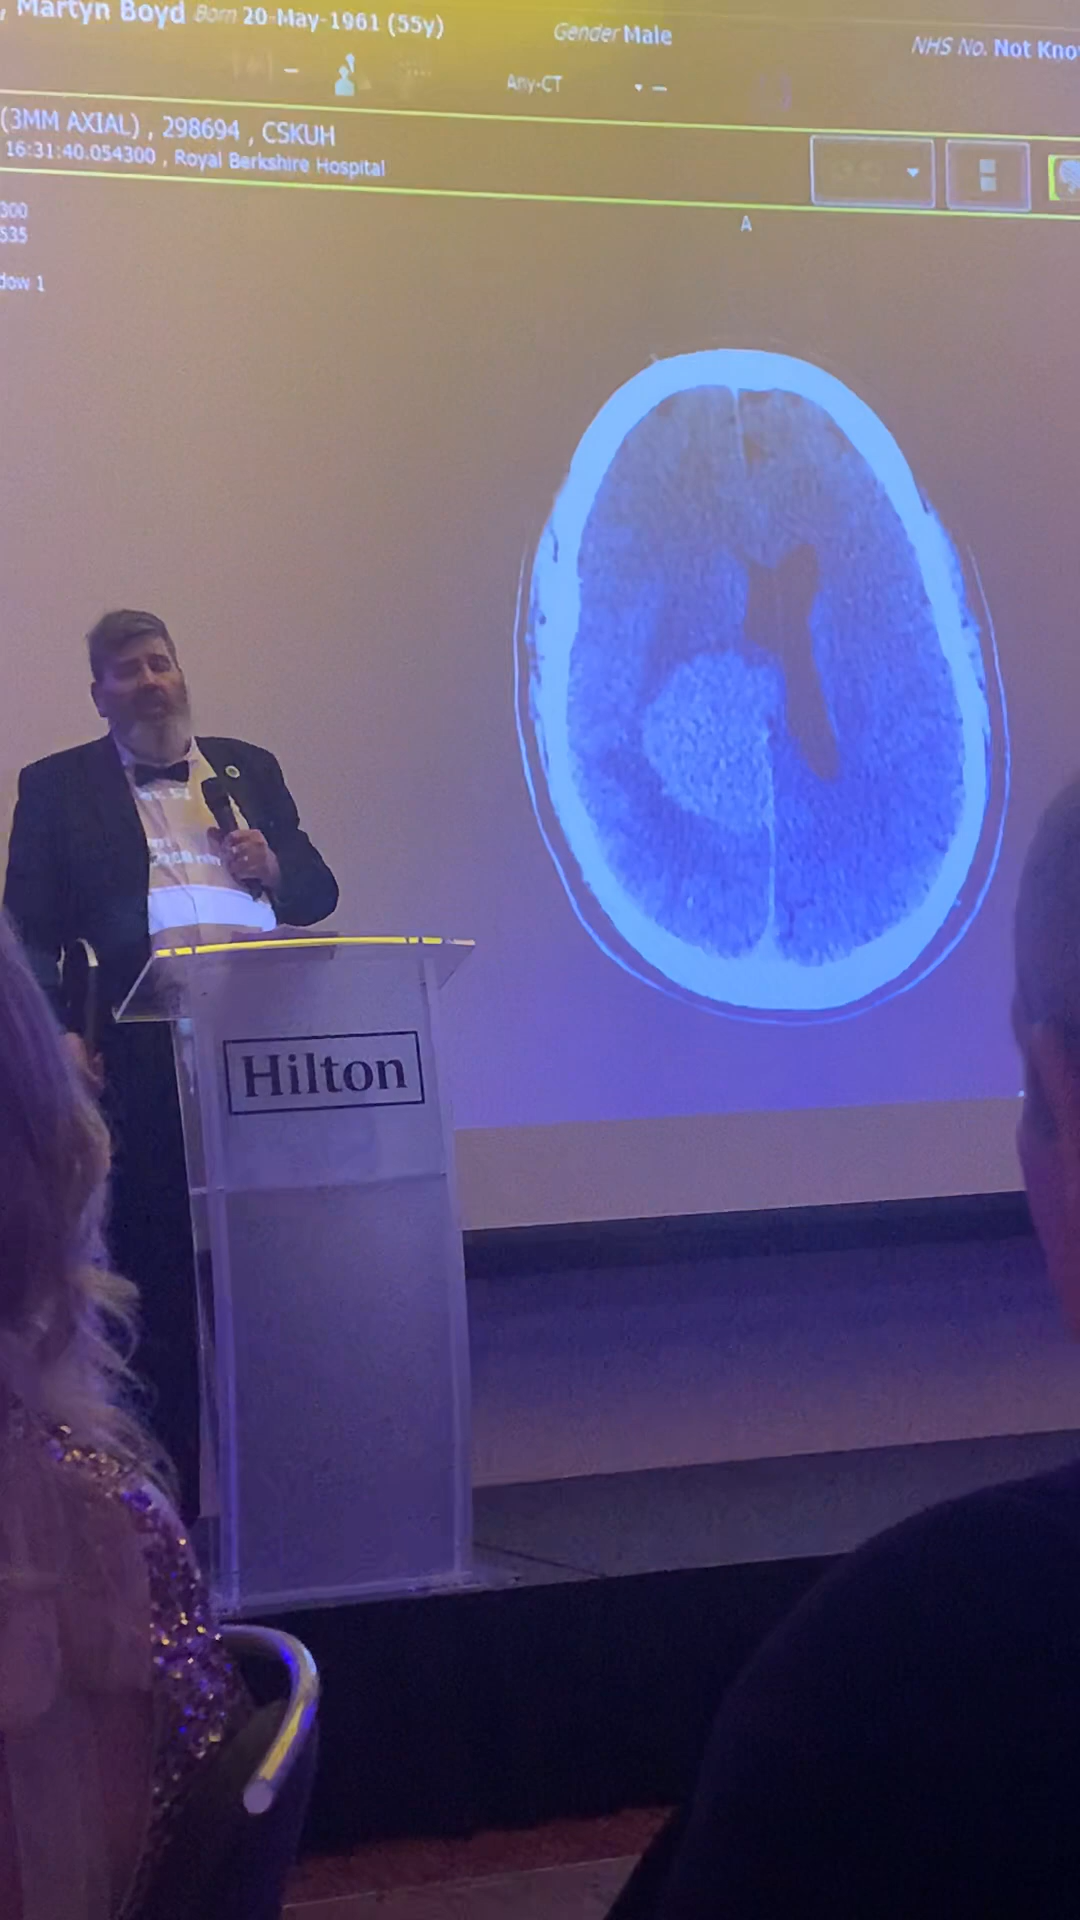 , Martyn Boyd Born 20-May-1961 (55y) Gender Male NHS No. Not Kno
Any-CT
(3MM AXIAL) , 298694 , CSKUH
16:31:40.054300 , Royal Berkshire Hospital
A
300
535
dow 1
Hilton